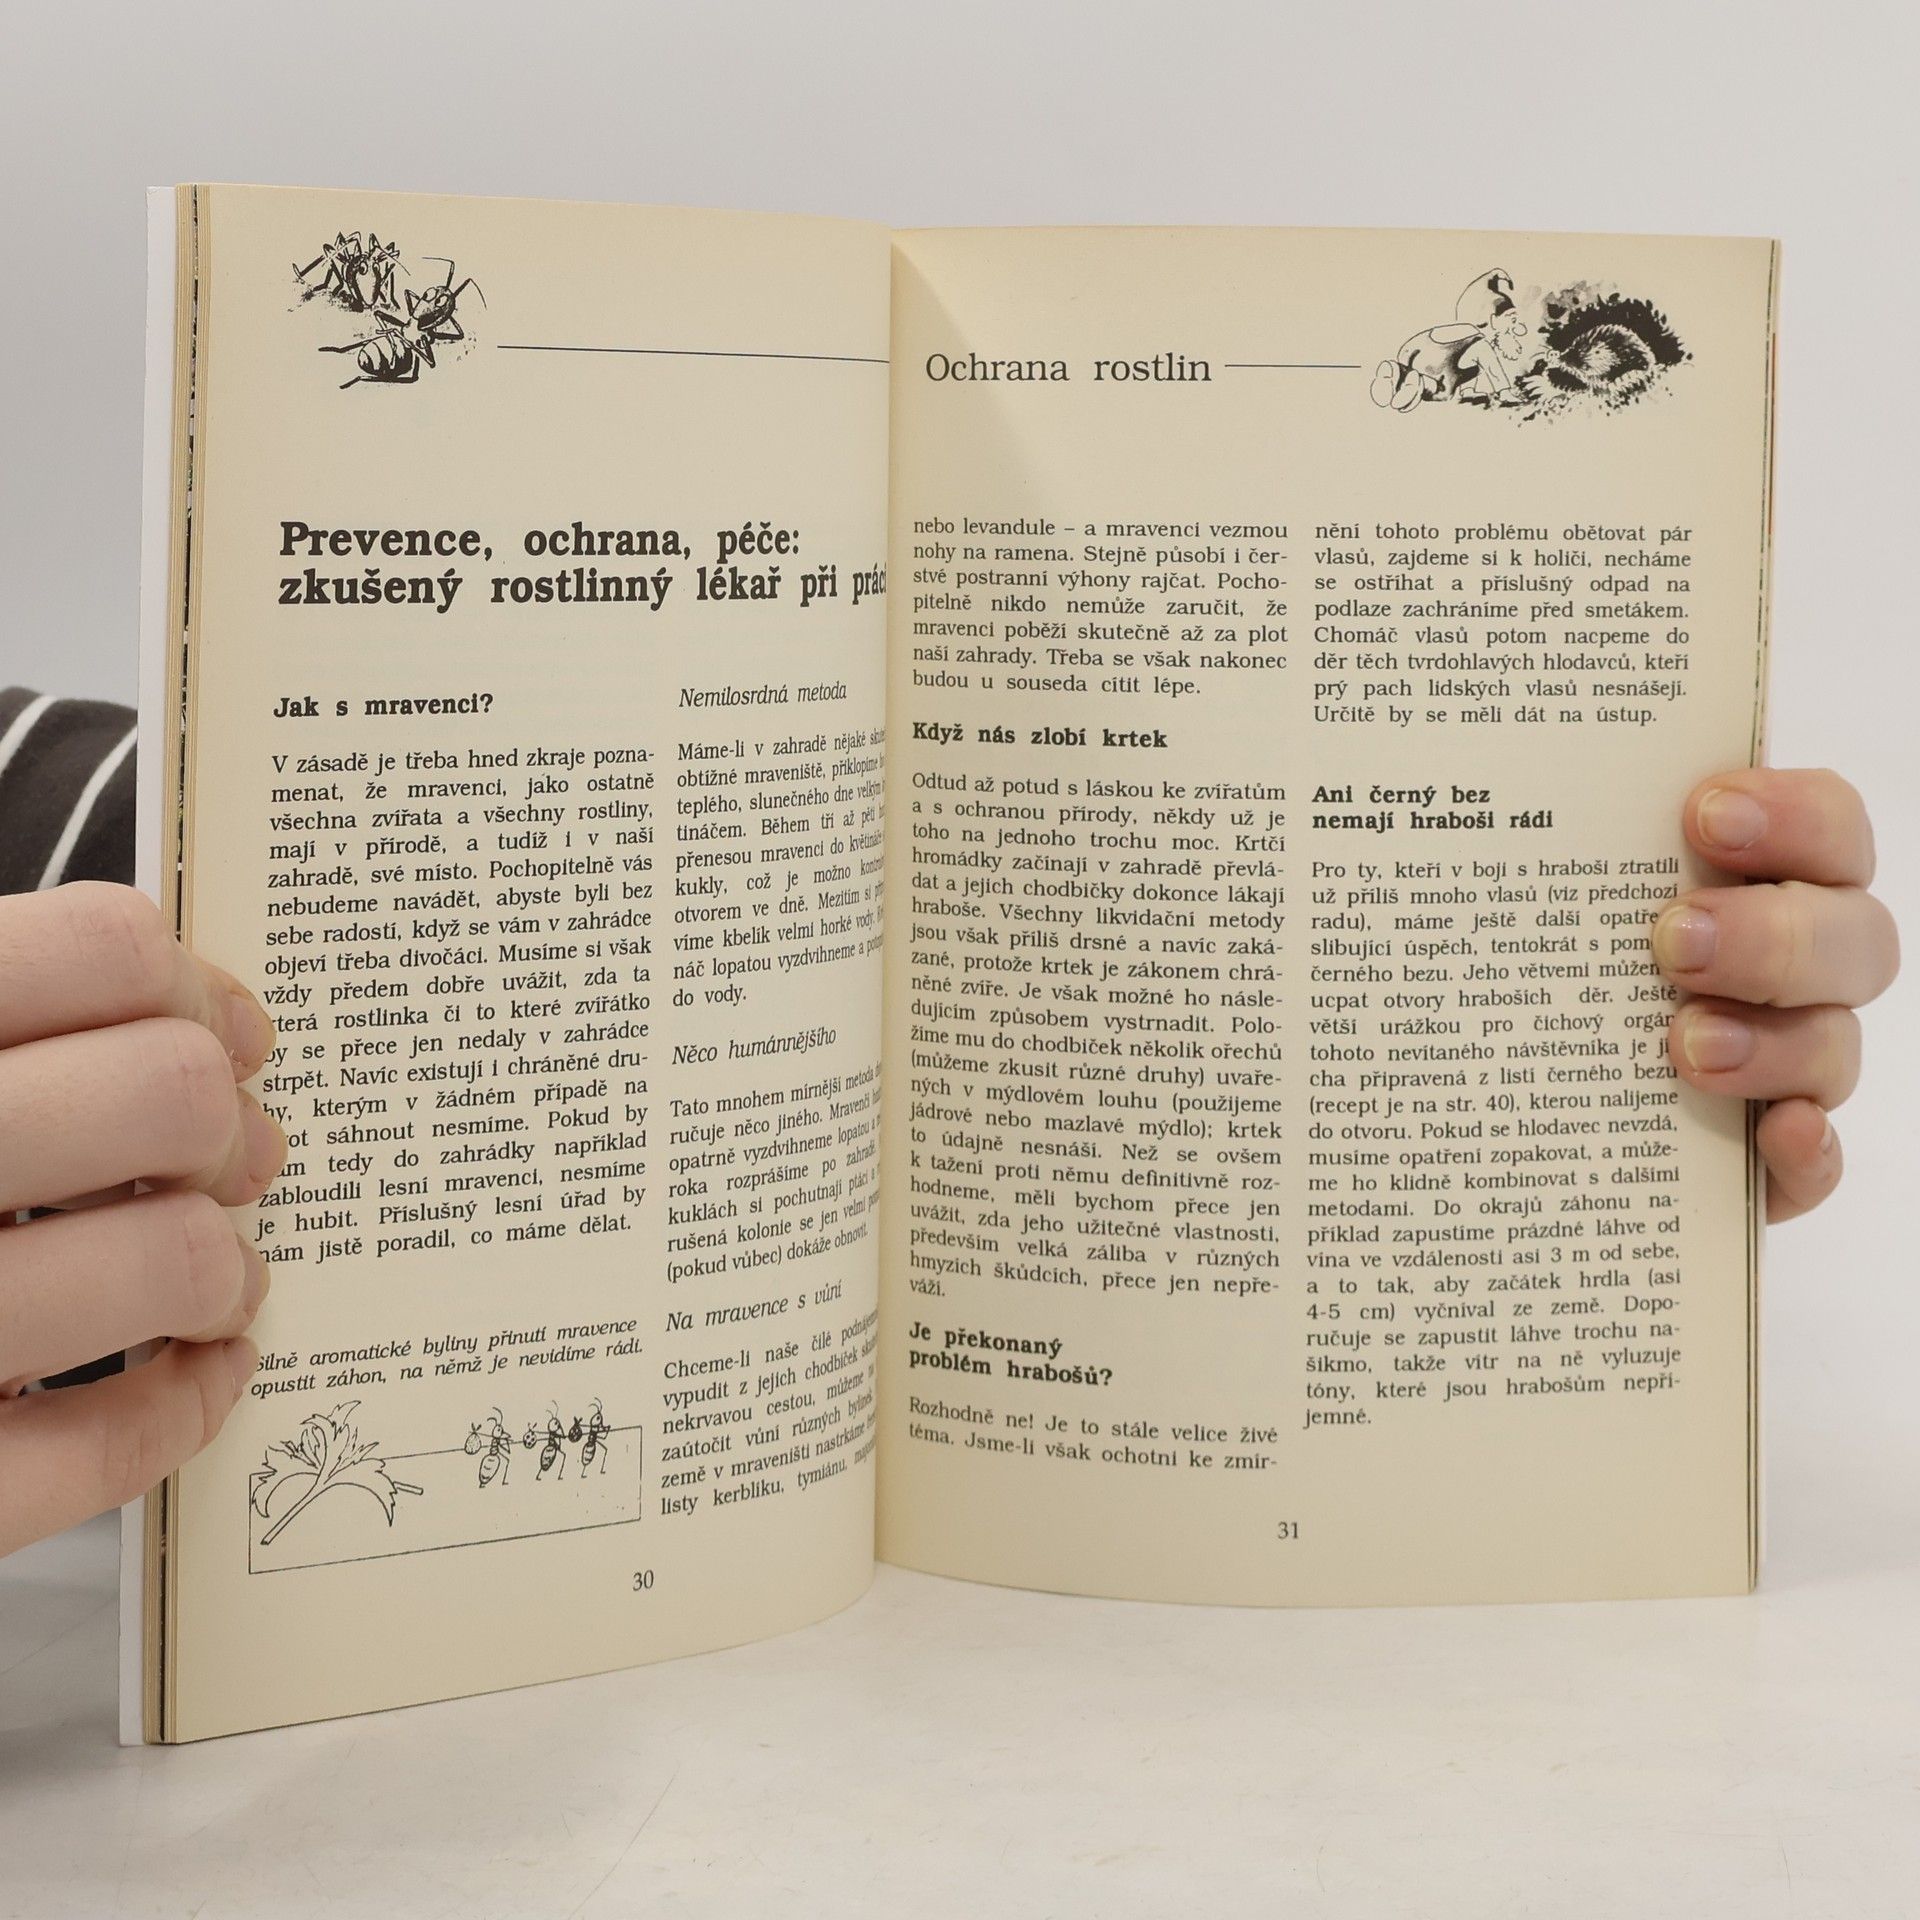 Prevence, ochrana, péče:
zkušený rostlinný lékař při
Jak s mravenci?
V zásadě je třeba hned zkraje pozna-
menat, že mravenci, jako ostatně
všechna zvířata a všechny rostliny,
mají v přírodě, a tudíž i v naší
zahradě, své místo. Pochopitelně vás
nebudeme navádět, abyste byli bez
sebe radostí, když se vám v zahrádce
objeví třeba divočáci. Musíme si však
vždy předem dobře uvážit, zda ta
která rostlinka či to které zvířátko
by se přece jen nedaly v zahrádce
strpět. Navíc existují i chráněné dru-
hy, kterým v žádném případě na
sáhnout nesmíme. Pokud by
tedy do zahrádky například
zabloudili lesní mravenci, nesmíme
je hubit. Příslušný lesní úřad by
nám jistě poradil, co máme dělat.
Silně aromatické byliny přinutí mravence
opustit záhon, na němž je nevidíme rádi.
Nemilosrdná metoda
Máme-li v zahradě nějaké
obtížné mraveniště, přiklopíme
teplého, slunečného dne velkým
tináčem. Během tří až pěti
přenesou mravenci do květináče
kukly, což je možno
otvorem ve dně. Mezitím si
víme kbelík velmi horké vody.
náč lopatou vyzdvihneme a
do vody.
Něco humánnějšího
Tato mnohem mírnější metoda
ručuje něco jiného. Mravenčí
opatrně vyzdvihneme lopatou a
roka rozprášíme po zahradě.
kuklách si pochutnají ptáci a
rušená kolonie se jen velmi
(pokud vůbec) dokáže obnovit.
Na mravence s vůní
Chceme-li naše čilé
vypudit z jejich chodbiček
nekrvavou cestou, můžeme
zaútočit vůní různých bylinek.
země v mraveništi nastrkáme
listy kerblíku, tymiánu,
30
Ochrana rostlin
nebo levandule – a mravenci vezmou
nohy na ramena. Stejně působí i čer-
stvé postranní výhony rajčat. Pocho-
pitelně nikdo nemůže zaručit, že
mravenci poběží skutečně až za plot
naší zahrady. Třeba se však nakonec
budou u souseda cítit lépe.
Když nás zlobí krtek
Odtud až potud s láskou ke zvířatům
a s ochranou přírody, někdy už je
toho na jednoho trochu moc. Krtčí
hromádky začínají v zahradě převlá-
dat a jejich chodbičky dokonce lákají
hraboše. Všechny likvidační metody
jsou však příliš drsné a navíc zaká-
zané, protože krtek je zákonem chrá-
něné zvíře. Je však možné ho násle-
dujícím způsobem vystrnadit. Polo-
žíme mu do chodbiček několik ořechů
(můžeme zkusit různé druhy) uvaře-
ných v mýdlovém louhu (použijeme
jádrové nebo mazlavé mýdlo); krtek
to údajně nesnáší. Než se ovšem
k tažení proti němu definitivně roz-
hodneme, měli bychom přece jen
uvážit, zda jeho užitečné vlastnosti,
především velká záliba v různých
hmyzích škůdcích, přece jen nepře-
váží.
Je překonaný
problém hrabošů?
Rozhodně ne! Je to stále velice živé
téma. Jsme-li však ochotni ke zmír-
nění tohoto problému obětovat pár
vlasů, zajdeme si k holiči, necháme
se ostříhat a příslušný odpad na
podlaze zachráníme před smetákem.
Chomáč vlasů potom nacpeme do
děr těch tvrdohlavých hlodavců, kteří
prý pach lidských vlasů nesnášejí.
Určitě by se měli dát na ústup.
Ani černý bez
nemají hraboši rádi
Pro ty, kteří v boji s hraboši ztratili
už příliš mnoho vlasů (viz předchozí
radu), máme ještě další
slibující úspěch, tentokrát s
černého bezu. Jeho větvemi
ucpat otvory hraboších děr. Ještě
větší urážkou pro čichový orgán
tohoto nevítaného návštěvníka je
cha připravená z listí černého bezu
(recept je na str. 40), kterou nalijeme
do otvoru. Pokud se hlodavec nevzdá,
musíme opatření zopakovat, a může-
me ho klidně kombinovat s dalšími
metodami. Do okrajů záhonu na-
příklad zapustíme prázdné láhve od
vína ve vzdálenosti asi 3 m od sebe,
a to tak, aby začátek hrdla (asi
4-5 cm) vyčníval ze země. Dopo-
ručuje se zapustit láhve trochu na-
šikmo, takže vítr na ně vyluzuje
tóny, které jsou hrabošům nepří-
jemné.
31